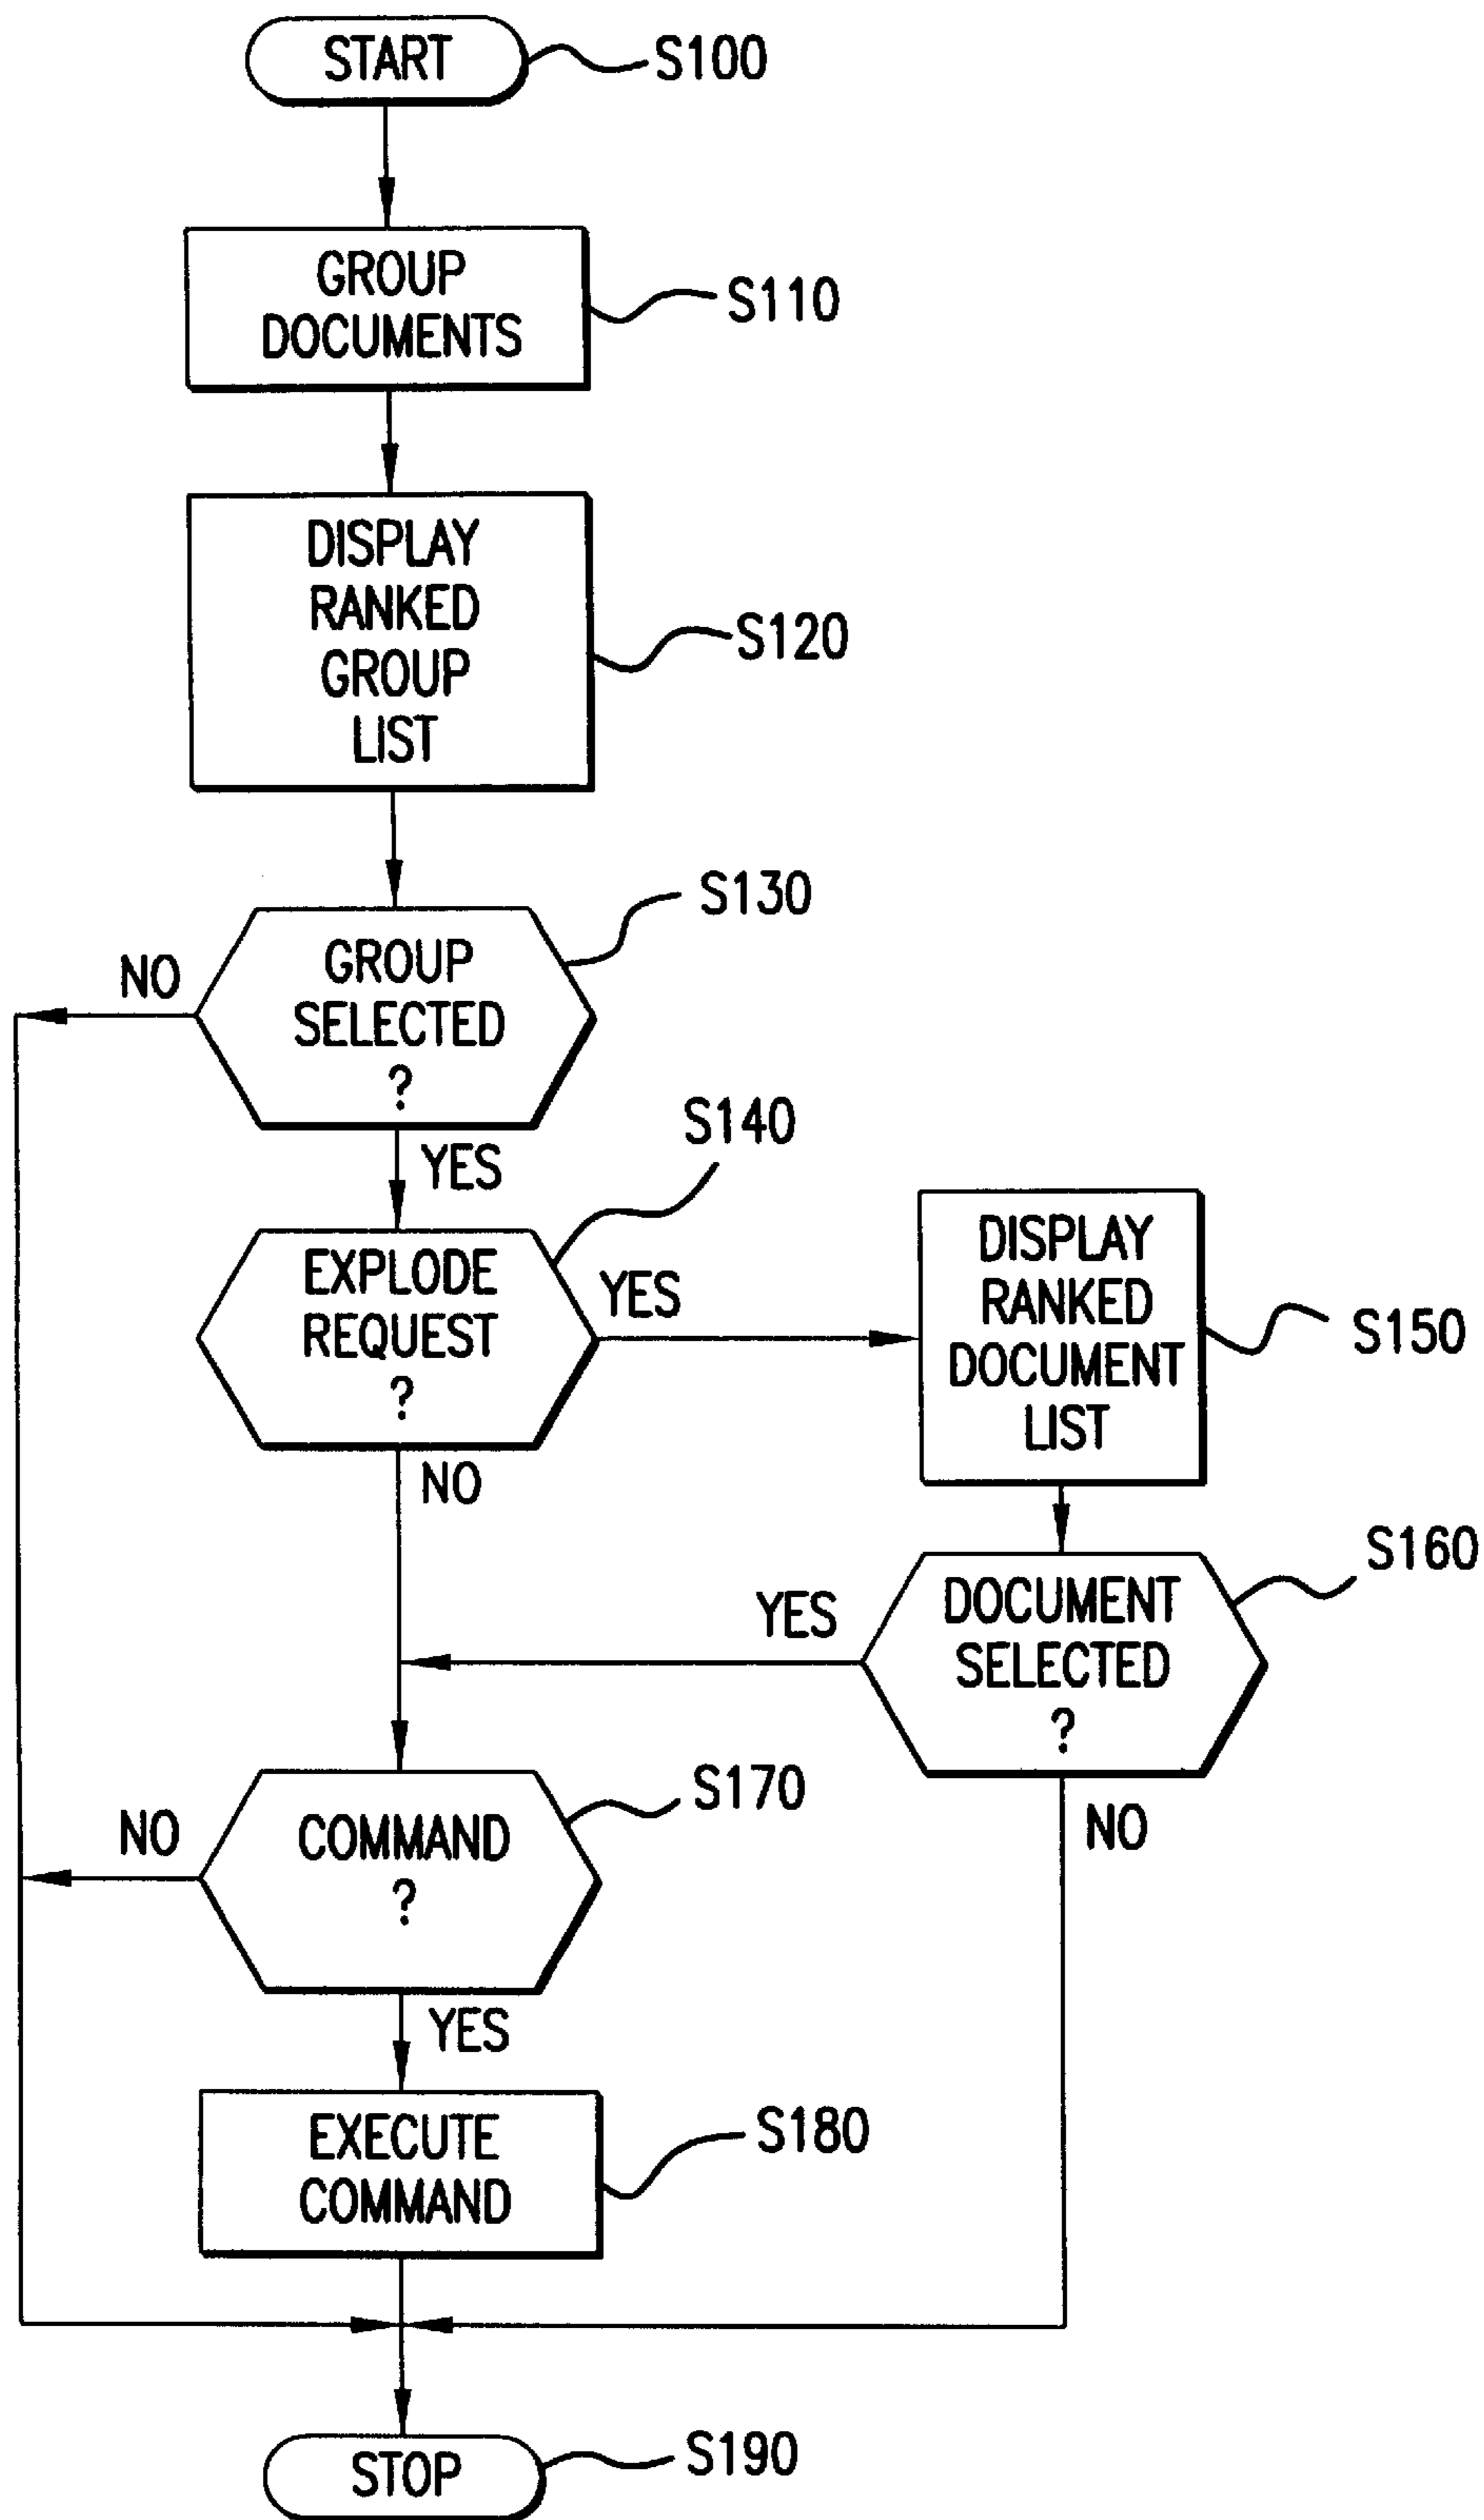 START
S100
GROUP
DOCUMENTS
S110
DISPLAY
RANKED
GROUP
LIST
S120
S130
GROUP
SELECTED
?
NO
YES
S140
EXPLODE
REQUEST
?
YES
NO
DISPLAY
RANKED
DOCUMENT
LIST
S150
S160
DOCUMENT
SELECTED
?
YES
NO
S170
COMMAND
?
NO
YES
EXECUTE
COMMAND
S180
STOP
S190